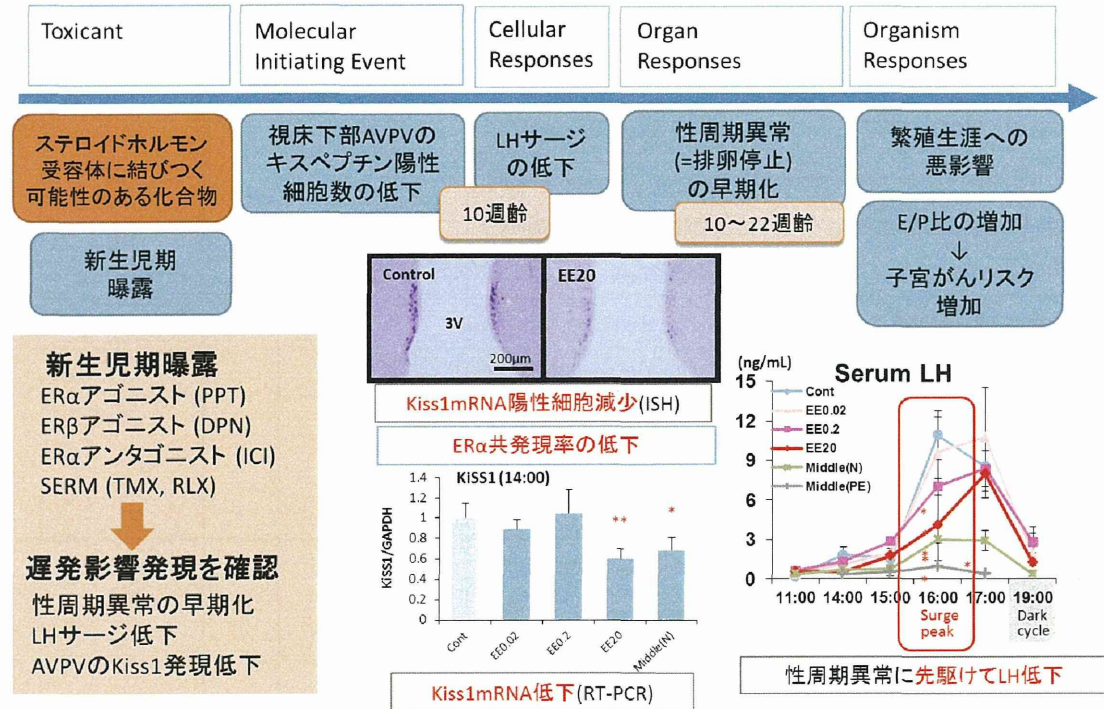 Toxicant
Molecular
Initiating Event
Cellular
Responses
Organ
Responses
Organism
Responses
ステロイドホルモン
受容体に結びつく
可能性のある化合物
視床下部AVPVの
キスペプチン陽性
細胞数の低下
LHサージ
の低下
性周期異常
(=排卵停止)
の早期化
繁殖生涯への
悪影響
10週齢
10～22週齢
新生児期
曝露
E/P比の増加
↓
子宮がんリスク
増加
新生児期曝露
ERαアゴニスト (PPT)
ERβアゴニスト (DPN)
ERαアンタゴニスト (ICI)
SERM (TMX, RLX)
遅発影響発現を確認
性周期異常の早期化
LHサージ低下
AVPVのKiss1発現低下
Control
3V
200μm
EE20
Kiss1mRNA陽性細胞減少(ISH)
ERα共発現率の低下
KISS1 (14:00)
KiSS1/GAPDH
1.4
1.2
1
0.8
0.6
0.4
0.2
0
**
*
Cont
EE0.02
EE0.2
EE20
Middle(N)
Kiss1mRNA低下(RT-PCR)
(ng/mL)
Serum LH
15
12
9
6
3
0
Cont
EE0.02
EE0.2
EE20
Middle(N)
Middle(PE)
*
*
*
*
*
11:00 14:00 15:00 16:00 17:00 19:00
Surge
peak
Dark
cycle
性周期異常に先駆けてLH低下